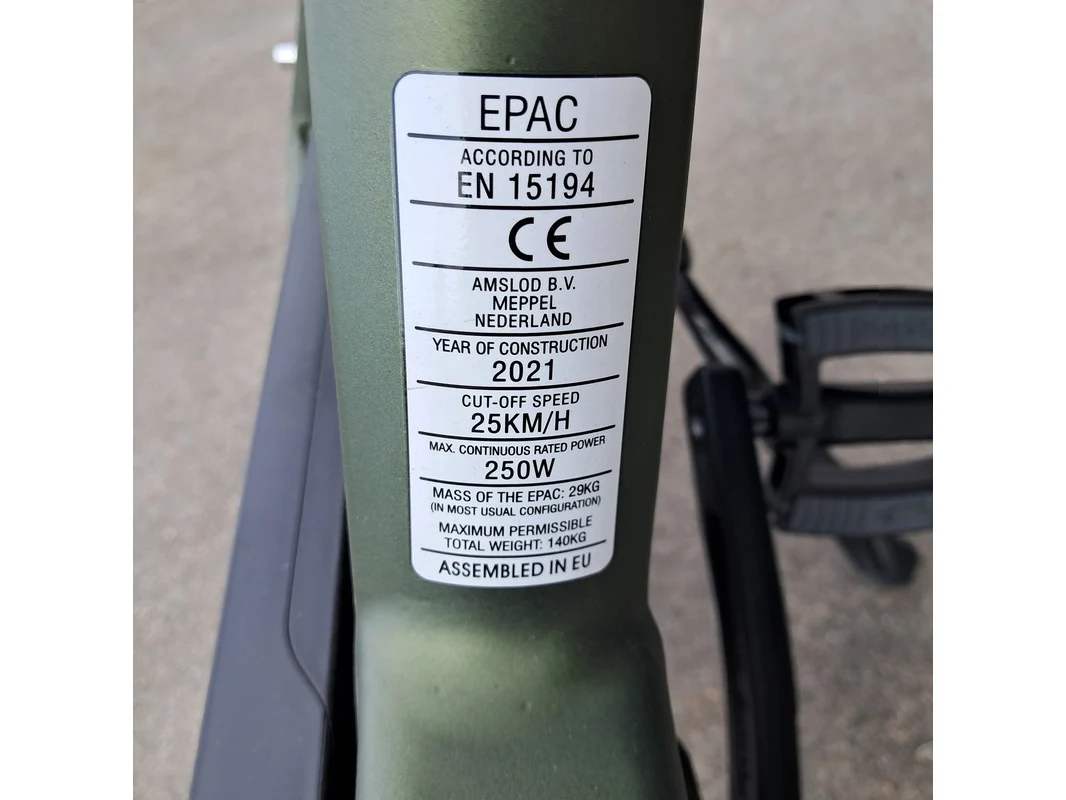 EPAC
ACCORDING TO
EN 15194
CE
AMSLOD B.V.
MEPPEL
NEDERLAND
YEAR OF CONSTRUCTION
2021
CUT-OFF SPEED
25KM/H
MAX. CONTINUOUS RATED POWER
250W
MASS OF THE EPAC: 29KG
(IN MOST USUAL CONFIGURATION)
MAXIMUM PERMISSIBLE
TOTAL WEIGHT: 140KG
ASSEMBLED IN EU